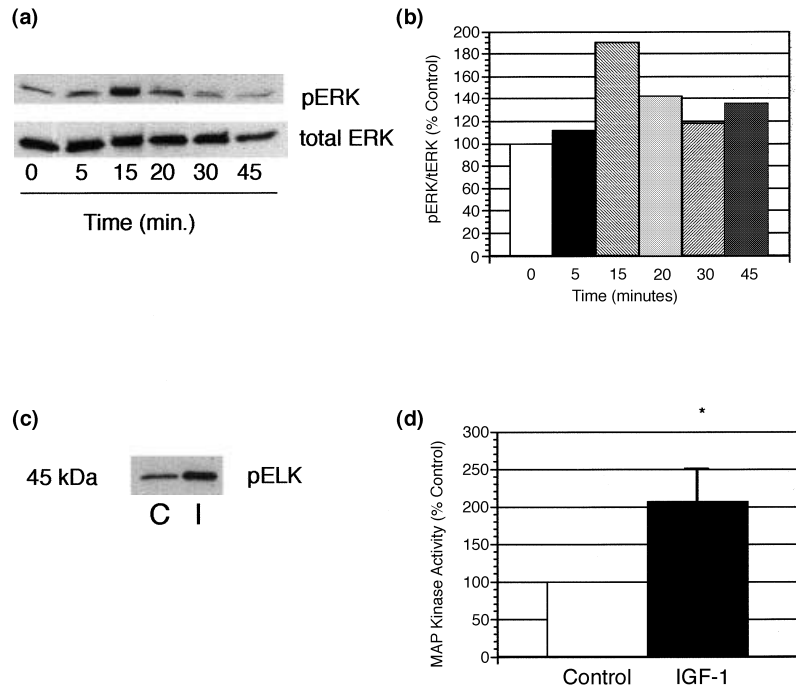 (a)
pERK
total ERK
0 5 15 20 30 45
Time (min.)
(b)
pERK/tERK (% Control)
200
180
160
140
120
100
80
60
40
20
0
0 5 15 20 30 45
Time (minutes)
(c)
45 kDa
pELK
C I
(d)
*
MAP Kinase Activity (% Control)
300
250
200
150
100
50
0
Control IGF-1